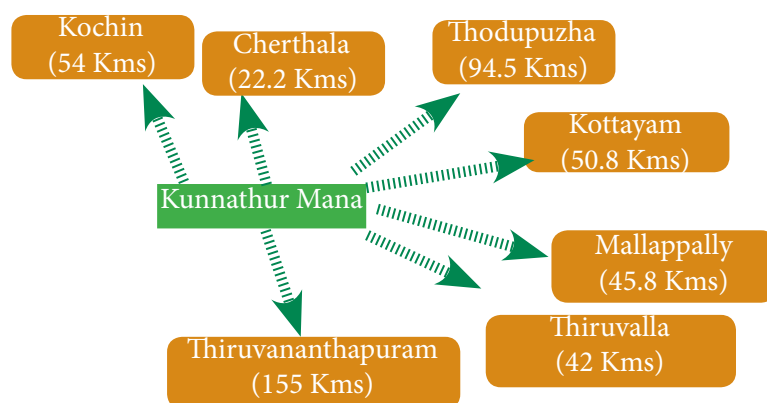 Kochin
(54 Kms)
Cherthala
(22.2 Kms)
Thodupuzha
(94.5 Kms)
Kottayam
(50.8 Kms)
Kunnathur Mana
Mallappally
(45.8 Kms)
Thiruvalla
(42 Kms)
Thiruvananthapuram
(155 Kms)